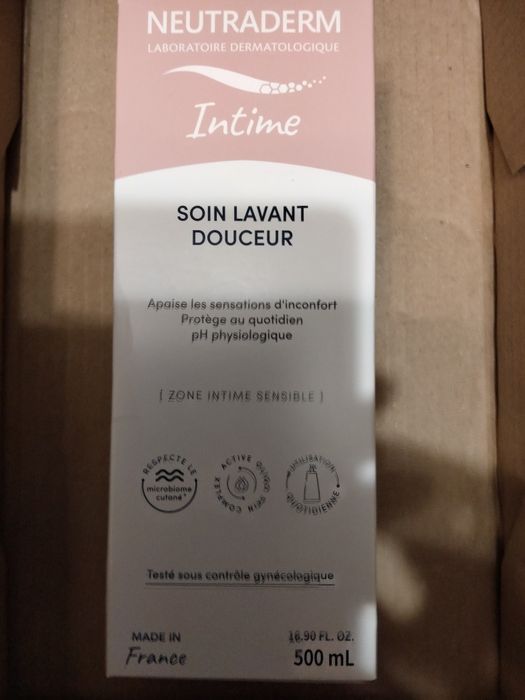 NEUTRADERM
LABORATOIRE DERMATOLOGIQUE
Intime
SOIN LAVANT
DOUCEUR
Apaise les sensations d'inconfort
Protège au quotidien
pH physiologique
[ ZONE INTIME SENSIBLE ]
RESPECTE LE
microbiome
cutané*
ACTIVE OLIGO SKIN COMPLEX
UTILISATION
QUOTIDIENNE
Testé sous contrôle gynécologique
MADE IN
France
16.90 FL. OZ.
500 mL